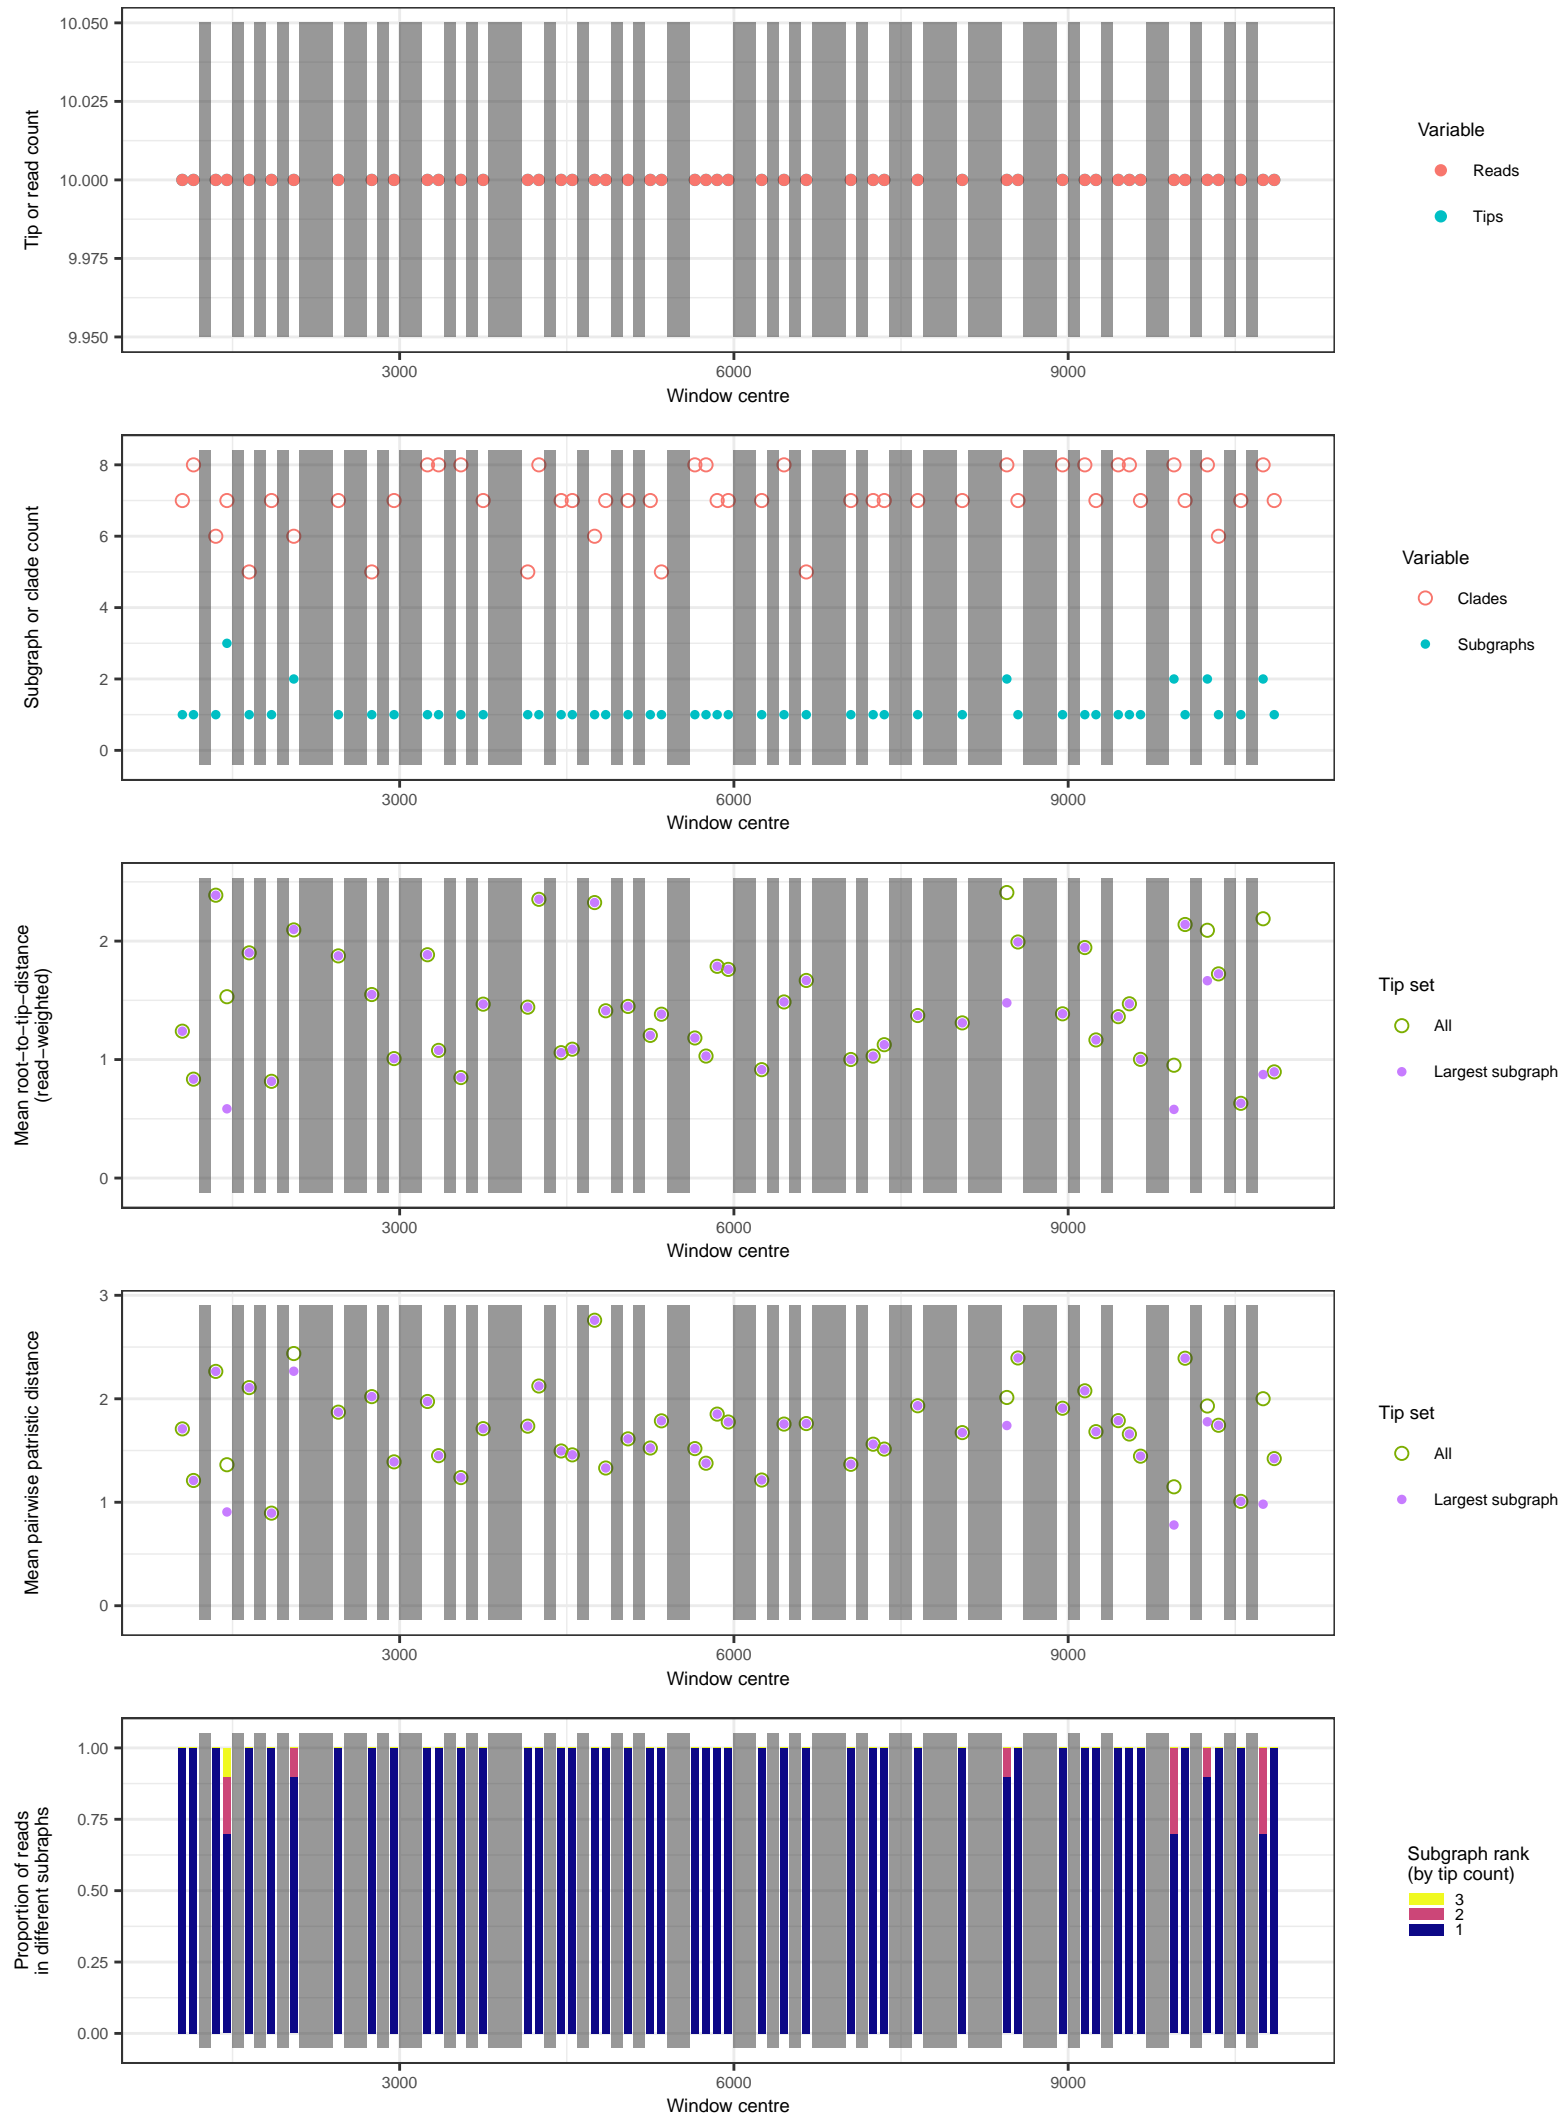 10.050
10.025
10.000
9.975
9.950
Tip or read count
3000
6000
9000
Window centre
Variable
Reads
Tips
8
6
4
2
0
Subgraph or clade count
3000
6000
9000
Window centre
Variable
Clades
Subgraphs
2
1
0
Mean root−to−tip−distance
(read−weighted)
3000
6000
9000
Window centre
Tip set
All
Largest subgraph
3
2
1
0
Mean pairwise patristic distance
3000
6000
9000
Window centre
Tip set
All
Largest subgraph
1.00
0.75
0.50
0.25
0.00
Proportion of reads
in different subraphs
3000
6000
9000
Window centre
Subgraph rank
(by tip count)
3
2
1